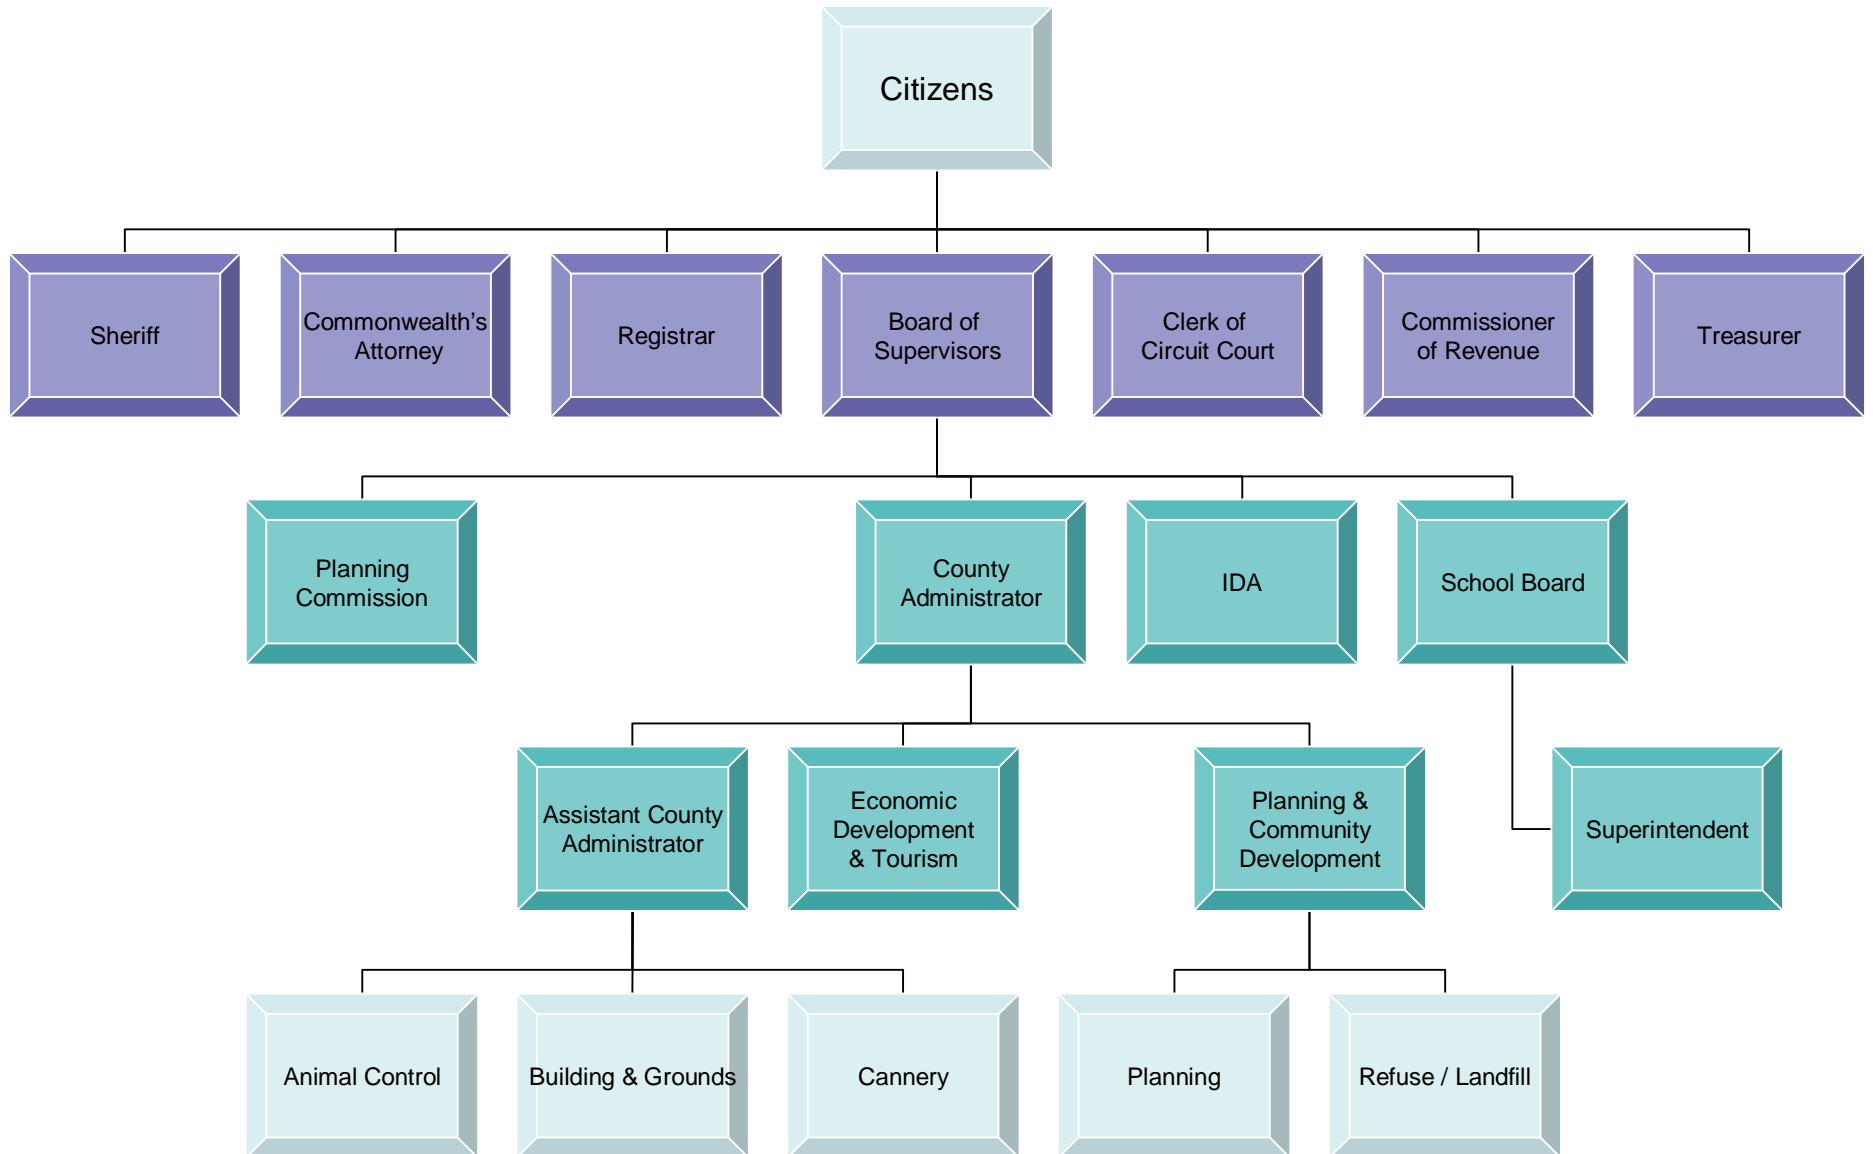 Citizens
Sheriff
Commonwealth’s
Attorney
Registrar
Board of
Supervisors
Clerk of
Circuit Court
Commissioner
of Revenue
Treasurer
Planning
Commission
County
Administrator
IDA
School Board
Assistant County
Administrator
Economic
Development
& Tourism
Planning &
Community
Development
Superintendent
Animal Control
Building & Grounds
Cannery
Planning
Refuse / Landfill